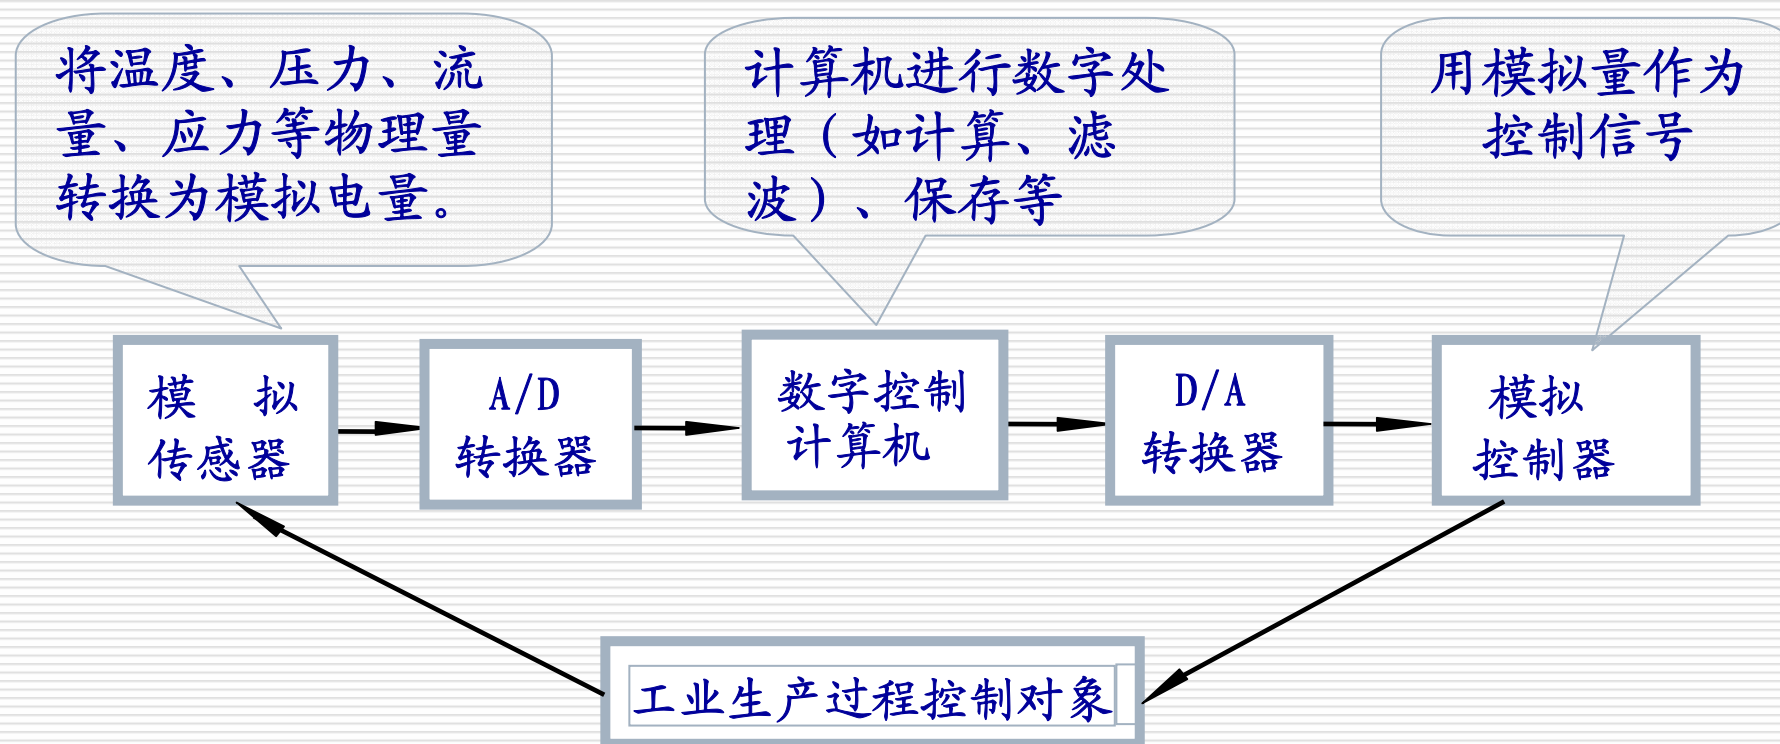 将温度、压力、流
量、应力等物理量
转换为模拟电量。
计算机进行数字处
理（如计算、滤
波）、保存等
用模拟量作为
控制信号
模 拟
传感器
A/D
转换器
数字控制
计算机
D/A
转换器
模拟
控制器
工业生产过程控制对象